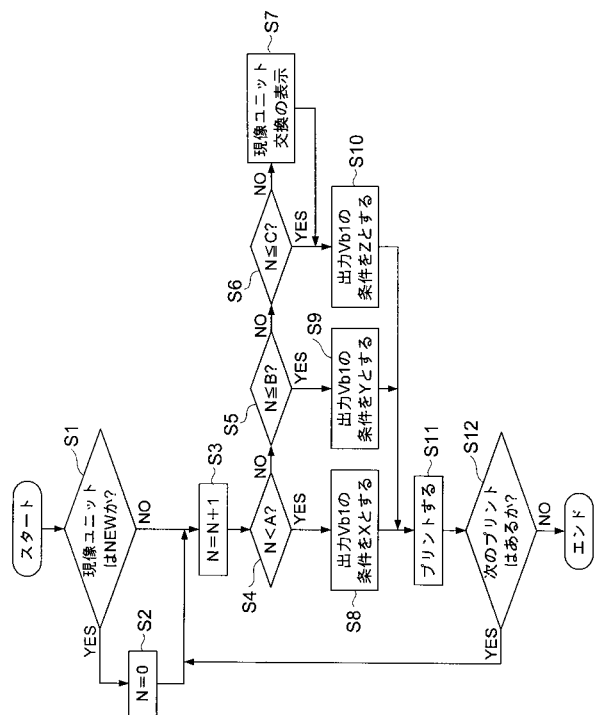 スタート
S1
現像ユニット
はNEWか?
YES
NO
S2
N=0
S3
N=N+1
S4
N<A?
NO
YES
S5
N≦B?
NO
YES
S6
N≦C?
NO
YES
S7
現像ユニット
交換の表示
S8
出力Vb1の
条件をXとする
S9
出力Vb1の
条件をYとする
S10
出力Vb1の
条件をZとする
S11
プリントする
S12
次のプリント
はあるか?
YES
NO
エンド